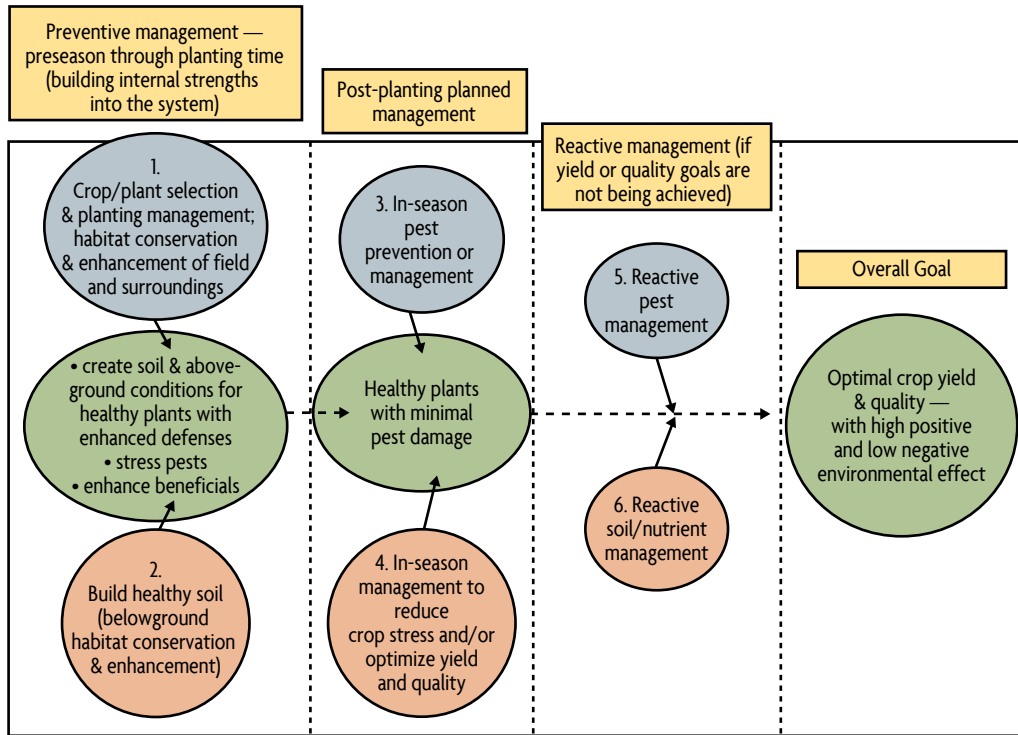 Preventive management —
preseason through planting time
(building internal strengths
into the system)
Post-planting planned
management
Reactive management (if
yield or quality goals are
not being achieved)
Overall Goal
1.
Crop/plant selection
& planting management;
habitat conservation
& enhancement of field
and surroundings
• create soil & above-
ground conditions for
healthy plants with
enhanced defenses
• stress pests
• enhance beneficials
2.
Build healthy soil
(belowground
habitat conservation
& enhancement)
3. In-season
pest
prevention or
management
Healthy plants
with minimal
pest damage
4. In-season
management to
reduce
crop stress and/or
optimize yield
and quality
5. Reactive
pest
management
6. Reactive
soil/nutrient
management
Optimal crop yield
& quality —
with high positive
and low negative
environmental effect